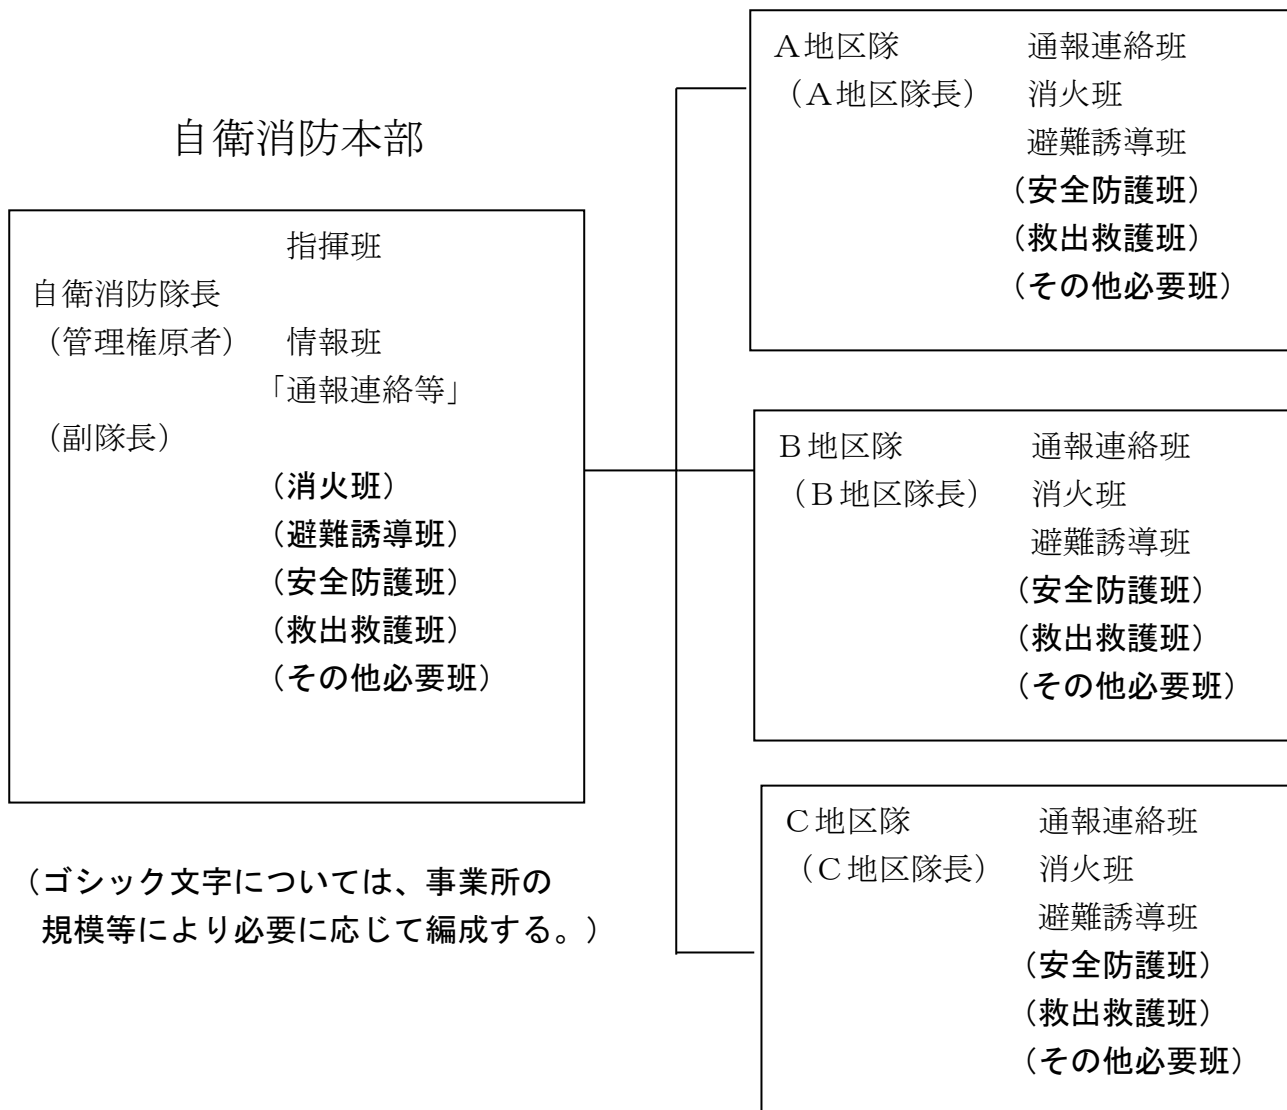 自衛消防本部
指揮班
自衛消防隊長
（管理権原者）　情報班
「通報連絡等」
（副隊長）
（消火班）
（避難誘導班）
（安全防護班）
（救出救護班）
（その他必要班）
（ゴシック文字については、事業所の
規模等により必要に応じて編成する。）
Ａ地区隊　通報連絡班
（Ａ地区隊長）　消火班
避難誘導班
（安全防護班）
（救出救護班）
（その他必要班）
Ｂ地区隊　通報連絡班
（Ｂ地区隊長）　消火班
避難誘導班
（安全防護班）
（救出救護班）
（その他必要班）
Ｃ地区隊　通報連絡班
（Ｃ地区隊長）　消火班
避難誘導班
（安全防護班）
（救出救護班）
（その他必要班）